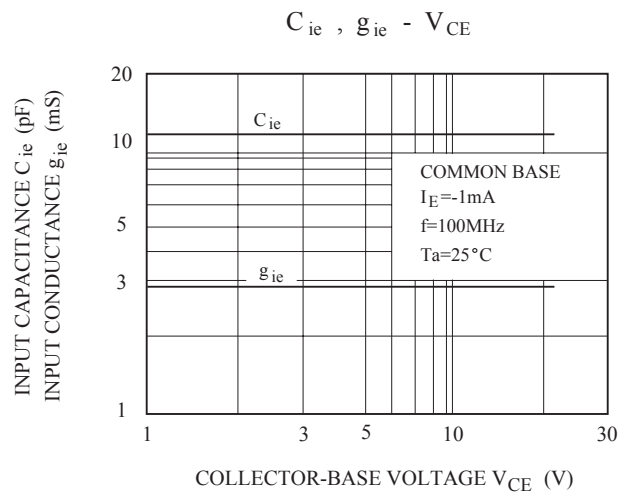 C ie , g ie - V CE
INPUT CAPACITANCE C ie (pF)
INPUT CONDUCTANCE g ie (mS)
20
10
5
3
1
C ie
g ie
COMMON BASE
I E =-1mA
f=100MHz
Ta=25°C
1 3 5 10 30
COLLECTOR-BASE VOLTAGE V CE (V)